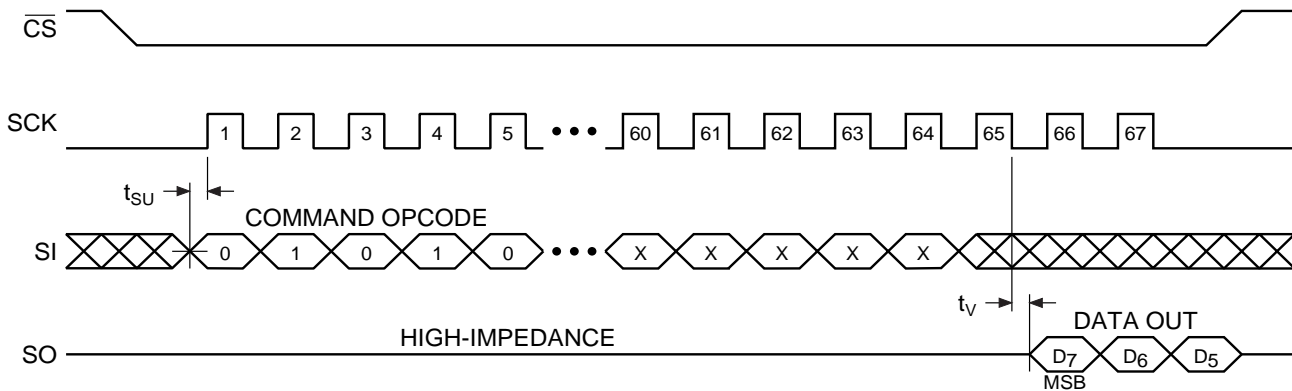 CS
SCK 1 2 3 4 5 ••• 60 61 62 63 64 65 66 67
tSU
COMMAND OPCODE
SI 0 1 0 1 0 ••• X X X X X
tV
HIGH-IMPEDANCE
DATA OUT
SO D7 D6 D5
MSB